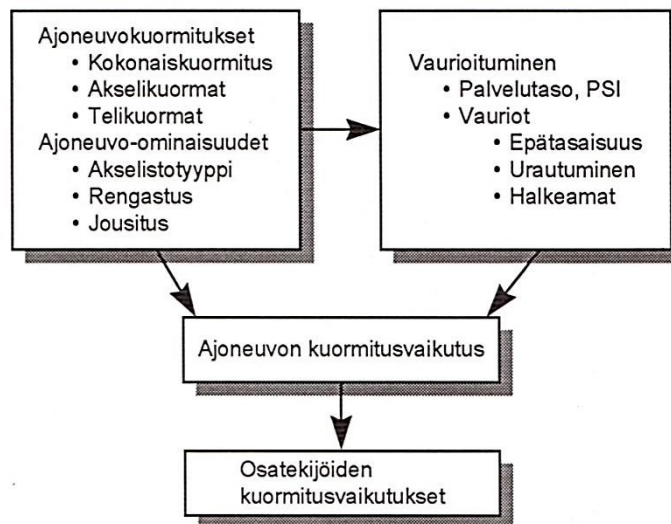 Ajoneuvokuormitukset
• Kokonaiskuormitus
• Akselikuormat
• Telikuormat
Ajoneuvo-ominaisuudet
• Akselistotyyppi
• Rengastus
• Jousitus
Vaurioituminen
• Palvelutaso, PSI
• Vauriot
• Epätasaisuus
• Urautuminen
• Halkeamat
Ajoneuvon kuormitusvaikutus
Osatekijöiden
kuormitusvaikutukset